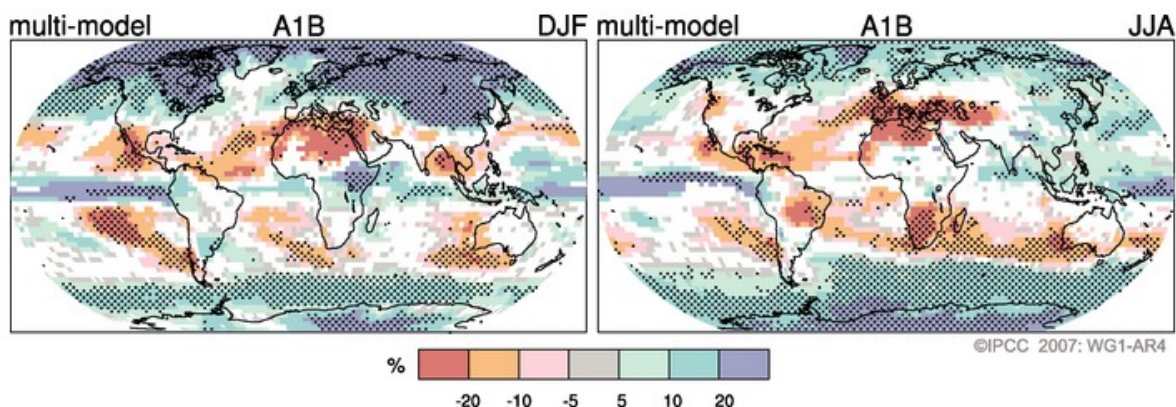 multi-model A1B DJF
multi-model A1B JJA
©IPCC 2007: WG1-AR4
%
-20 -10 -5 5 10 20